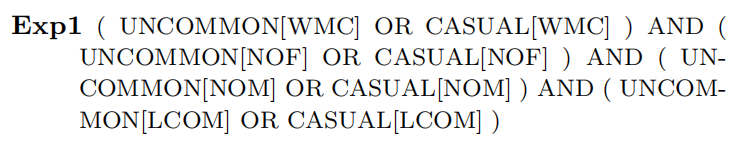 Exp1 ( UNCOMMON[WMC] OR CASUAL[WMC] ) AND (
UNCOMMON[NOF] OR CASUAL[NOF] ) AND ( UN-
COMMON[NOM] OR CASUAL[NOM] ) AND ( UNCOM-
MON[LCOM] OR CASUAL[LCOM] )